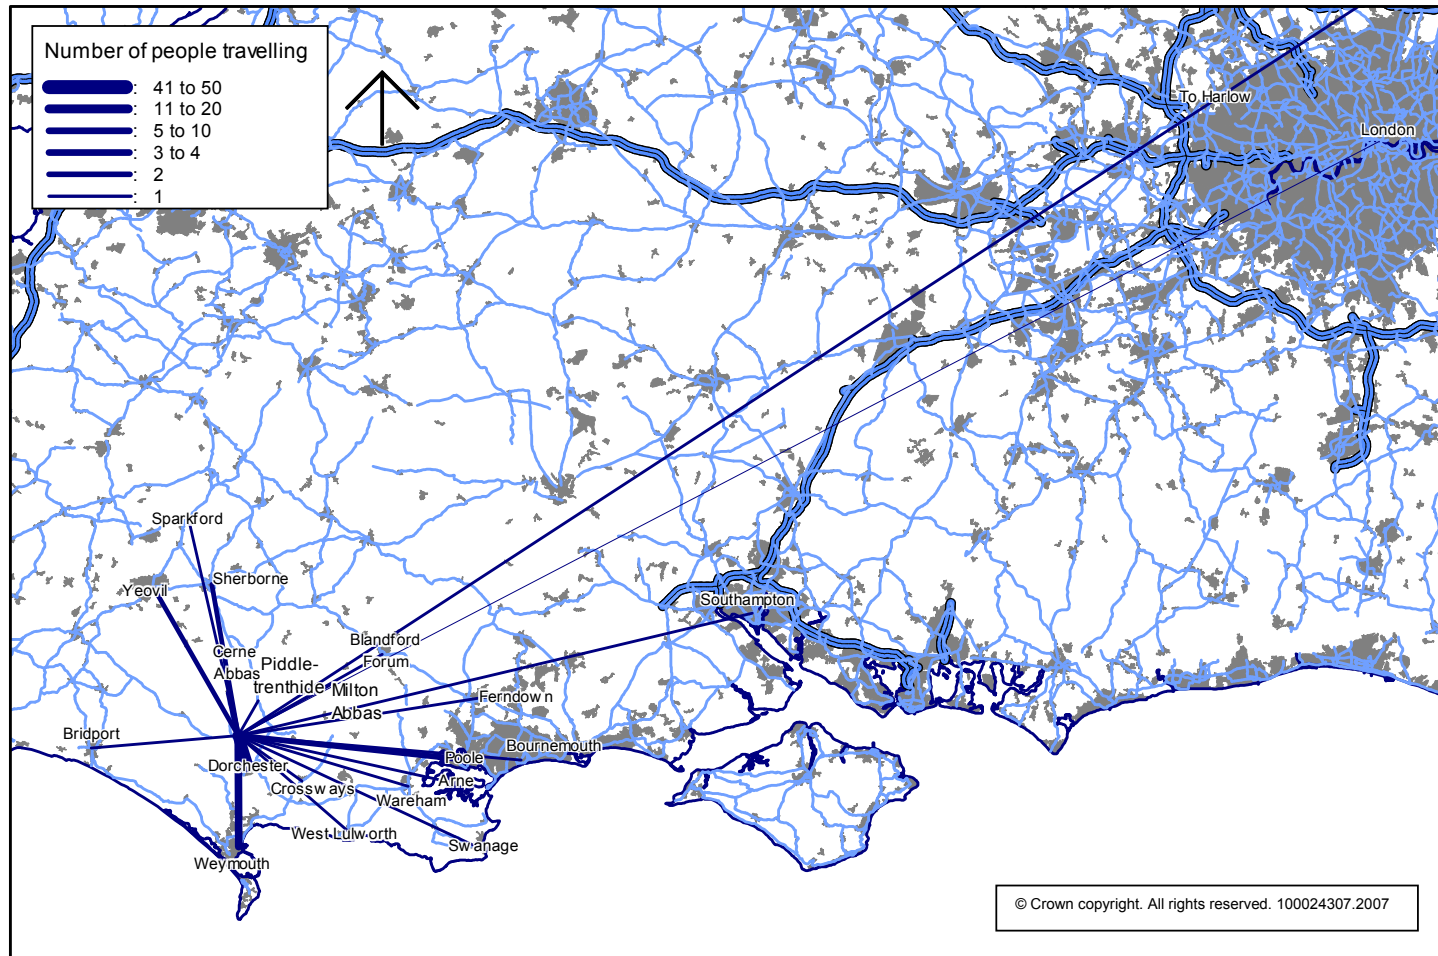 Number of people travelling
: 41 to 50
: 11 to 20
: 5 to 10
: 3 to 4
: 2
: 1
To Harlow
London
Sparkford
Sherborne
Yeovil
Southampton
Blandford
Forum
Cerne
Abbas
Piddle-
trenthide
Milton
Abbas
Ferndown
Bridport
Bournemouth
Poole
Dorchester
Arne
Crossways
Wareham
West Lulworth
Swanage
Weymouth
© Crown copyright. All rights reserved. 100024307.2007